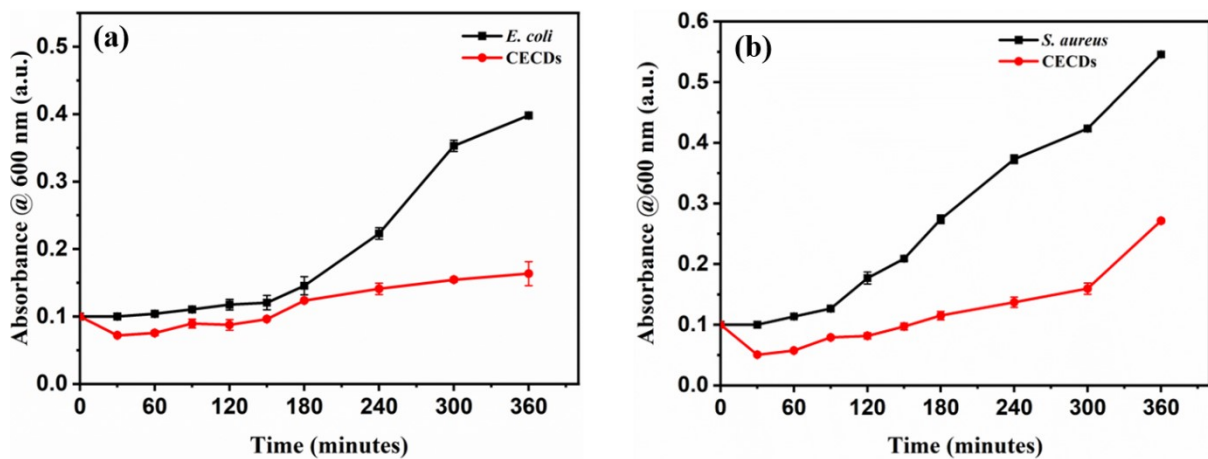 (a)
E. coli
CECDs
0.5
0.4
0.3
0.2
0.1
0.0
Absorbance @ 600 nm (a.u.)
0 60 120 180 240 300 360
Time (minutes)
(b)
S. aureus
CECDs
0.6
0.5
0.4
0.3
0.2
0.1
0.0
Absorbance @600 nm (a.u.)
0 60 120 180 240 300 360
Time (minutes)